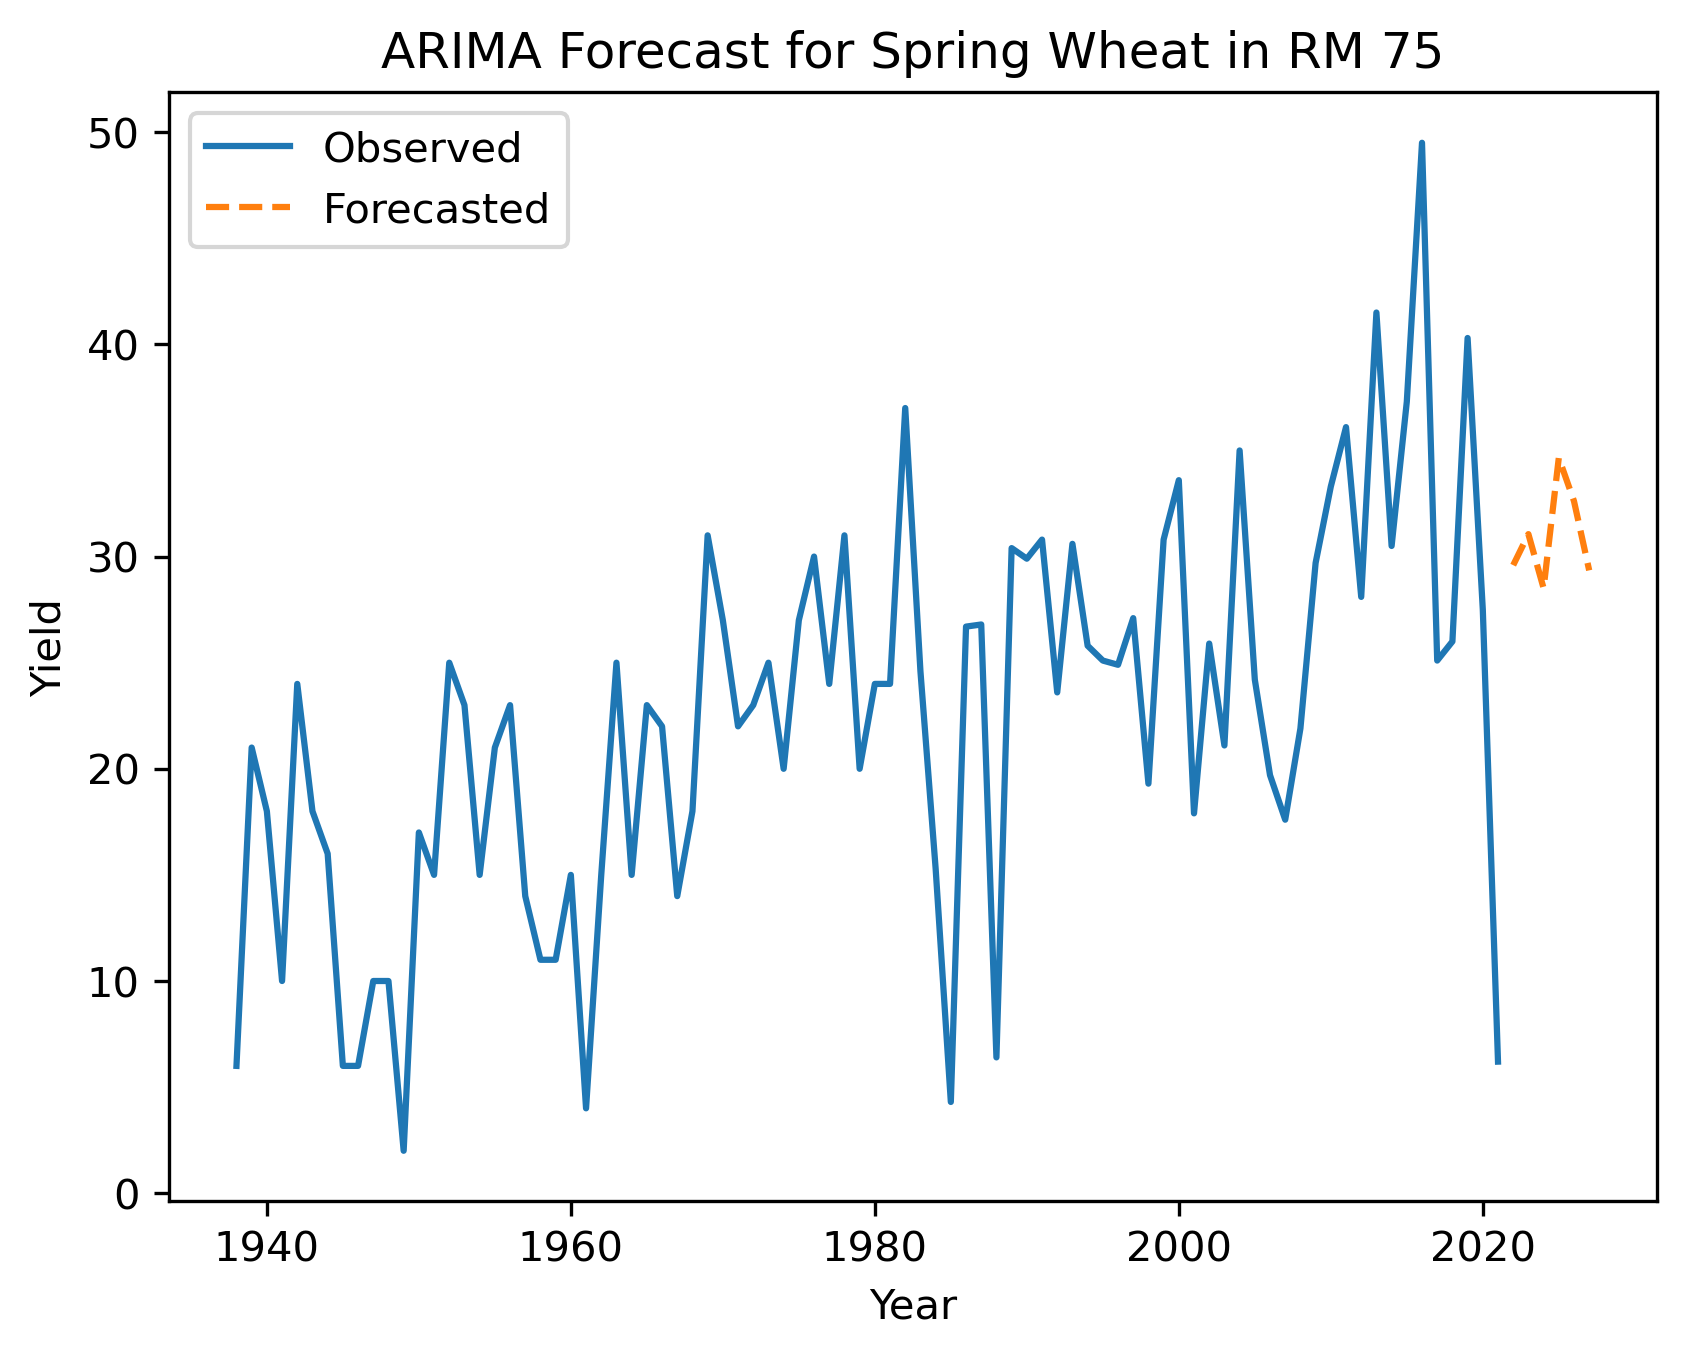 ARIMA Forecast for Spring Wheat in RM 75
Observed
Forecasted
50
40
30
20
10
0
Yield
1940 1960 1980 2000 2020
Year